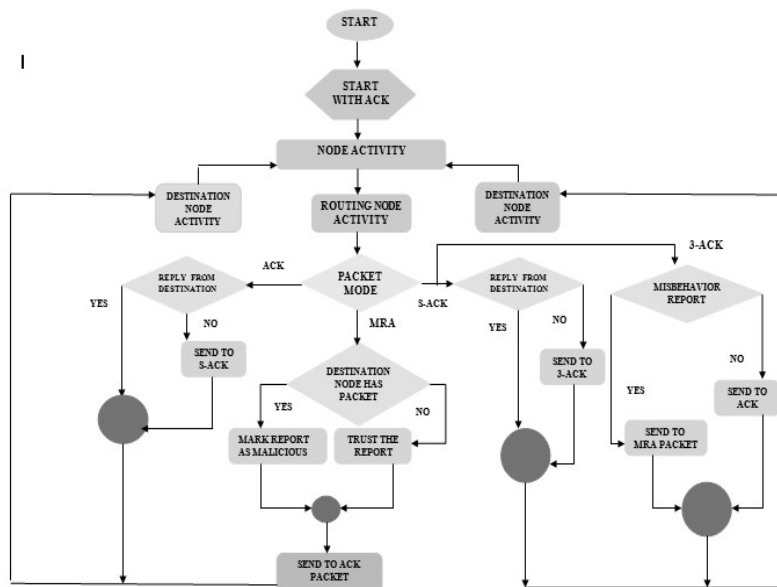 START
I
START
WITH ACK
NODE ACTIVITY
DESTINATION
NODE
ACTIVITY
ROUTING NODE
ACTIVITY
DESTINATION
NODE
ACTIVITY
3-ACK
ACK
REPLY FROM
DESTINATION
PACKET
MODE
S-ACK
REPLY FROM
DESTINATION
MISBEHAVIOR
REPORT
YES
NO
MRA
YES
NO
SEND TO
S-ACK
DESTINATION
NODE HAS
PACKET
SEND TO
3-ACK
YES
NO
SEND TO
ACK
YES
NO
MARK REPORT
AS MALICIOUS
TRUST THE
REPORT
SEND TO
MRA PACKET
SEND TO ACK
PACKET